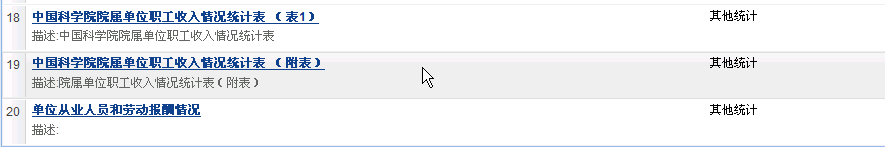 18 中国科学院院属单位职工收入情况统计表 （表1） 其他统计
描述:中国科学院院属单位职工收入情况统计表
19 中国科学院院属单位职工收入情况统计表 （附表） 其他统计
描述:院属单位职工收入情况统计表（附表）
20 单位从业人员和劳动报酬情况 其他统计
描述: